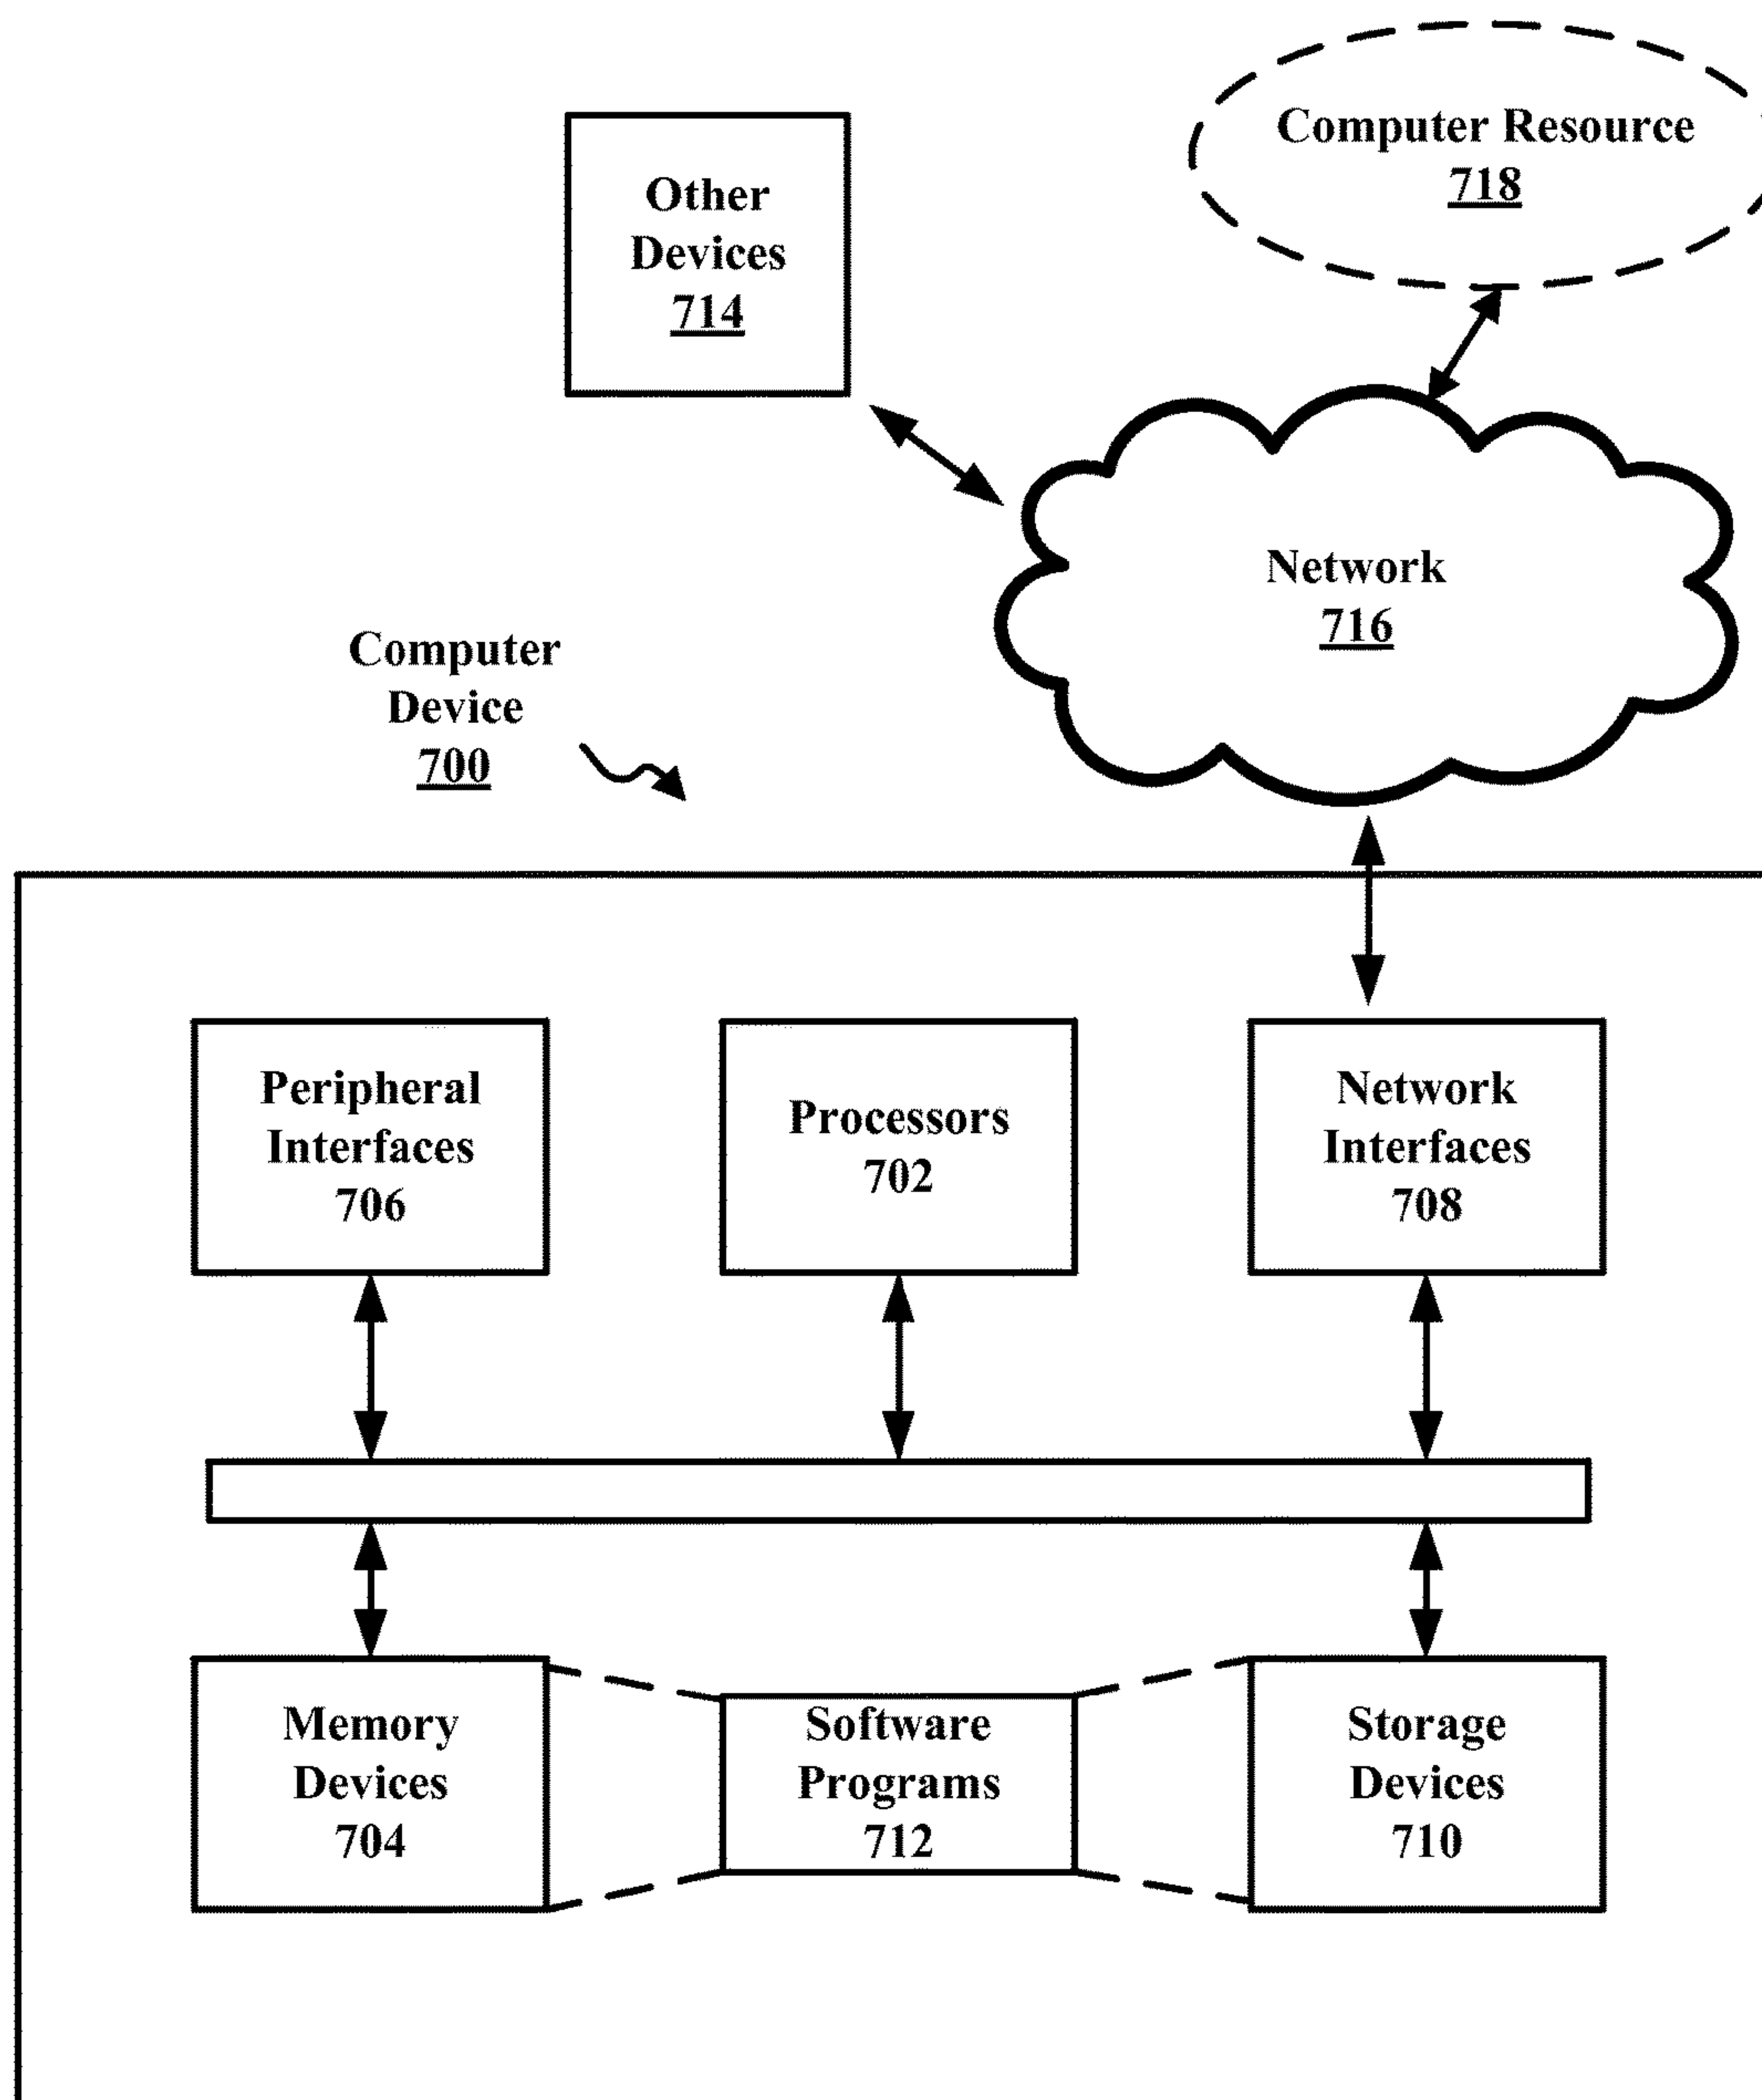 Computer Resource
718
Other
Devices
714
Network
716
Computer
Device
700
Peripheral
Interfaces
706
Processors
702
Network
Interfaces
708
Memory
Devices
704
Software
Programs
712
Storage
Devices
710